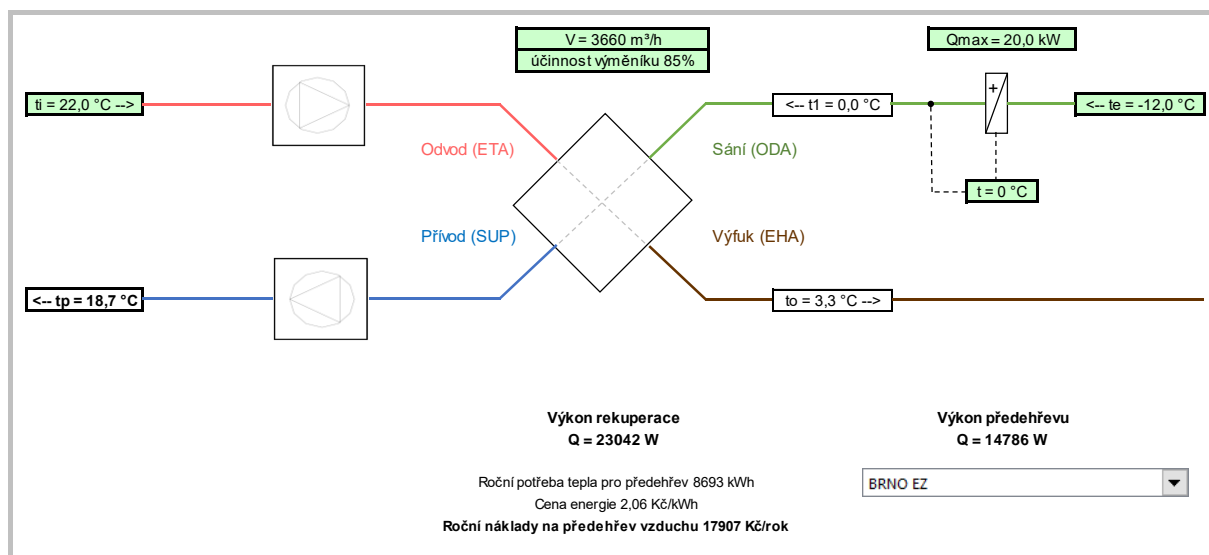 V = 3660 m³/h
účinnost výměníku 85%
Qmax = 20,0 kW
ti = 22,0 °C -->
<-- t1 = 0,0 °C
+
<-- te = -12,0 °C
Odvod (ETA)
Sání (ODA)
t = 0 °C
Přívod (SUP)
Výfuk (EHA)
<-- tp = 18,7 °C
to = 3,3 °C -->
Výkon rekuperace
Q = 23042 W
Výkon předehřevu
Q = 14786 W
Roční potřeba tepla pro předehřev 8693 kWh
Cena energie 2,06 Kč/kWh
Roční náklady na předehřev vzduchu 17907 Kč/rok
BRNO EZ